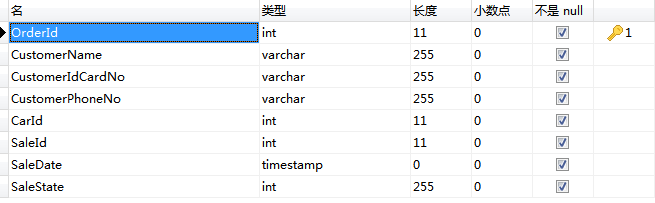 名 类型 长度 小数点 不是 null
OrderId int 11 0 1
CustomerName varchar 255 0
CustomerIdCardNo varchar 255 0
CustomerPhoneNo varchar 255 0
CarId int 11 0
SaleId int 11 0
SaleDate timestamp 0 0
SaleState int 255 0